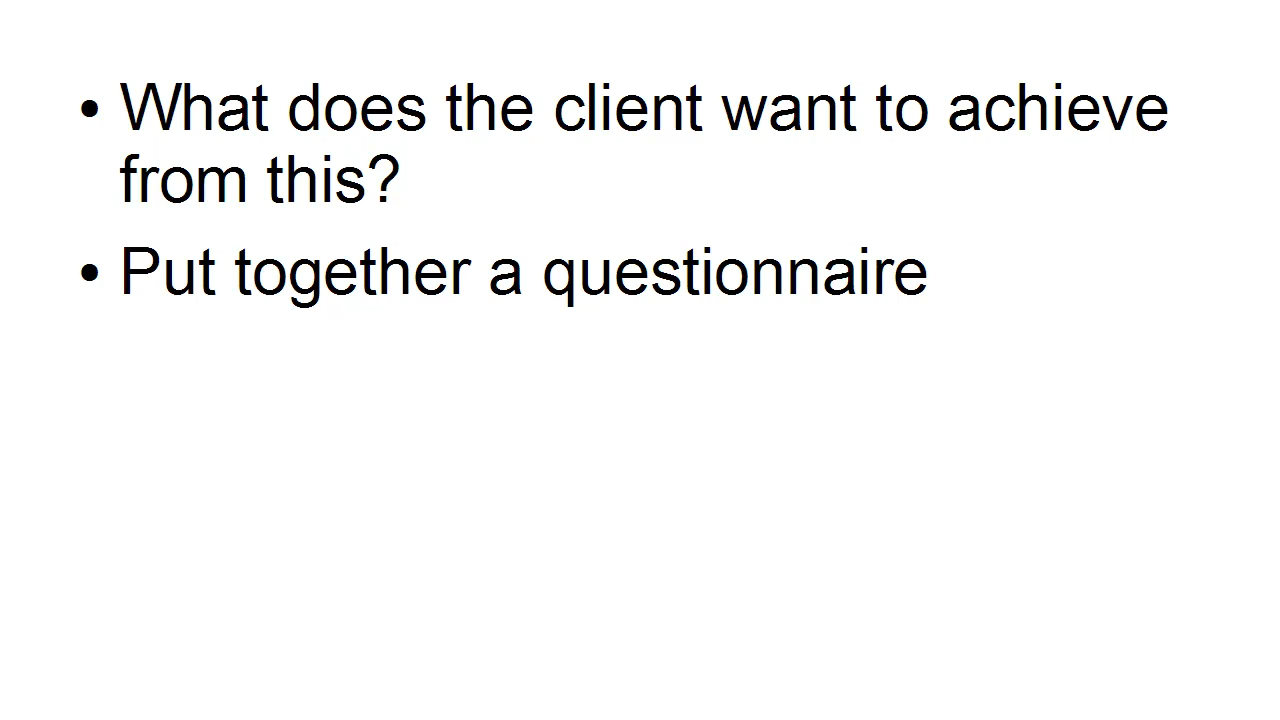 • What does the client want to achieve
from this?
• Put together a questionnaire